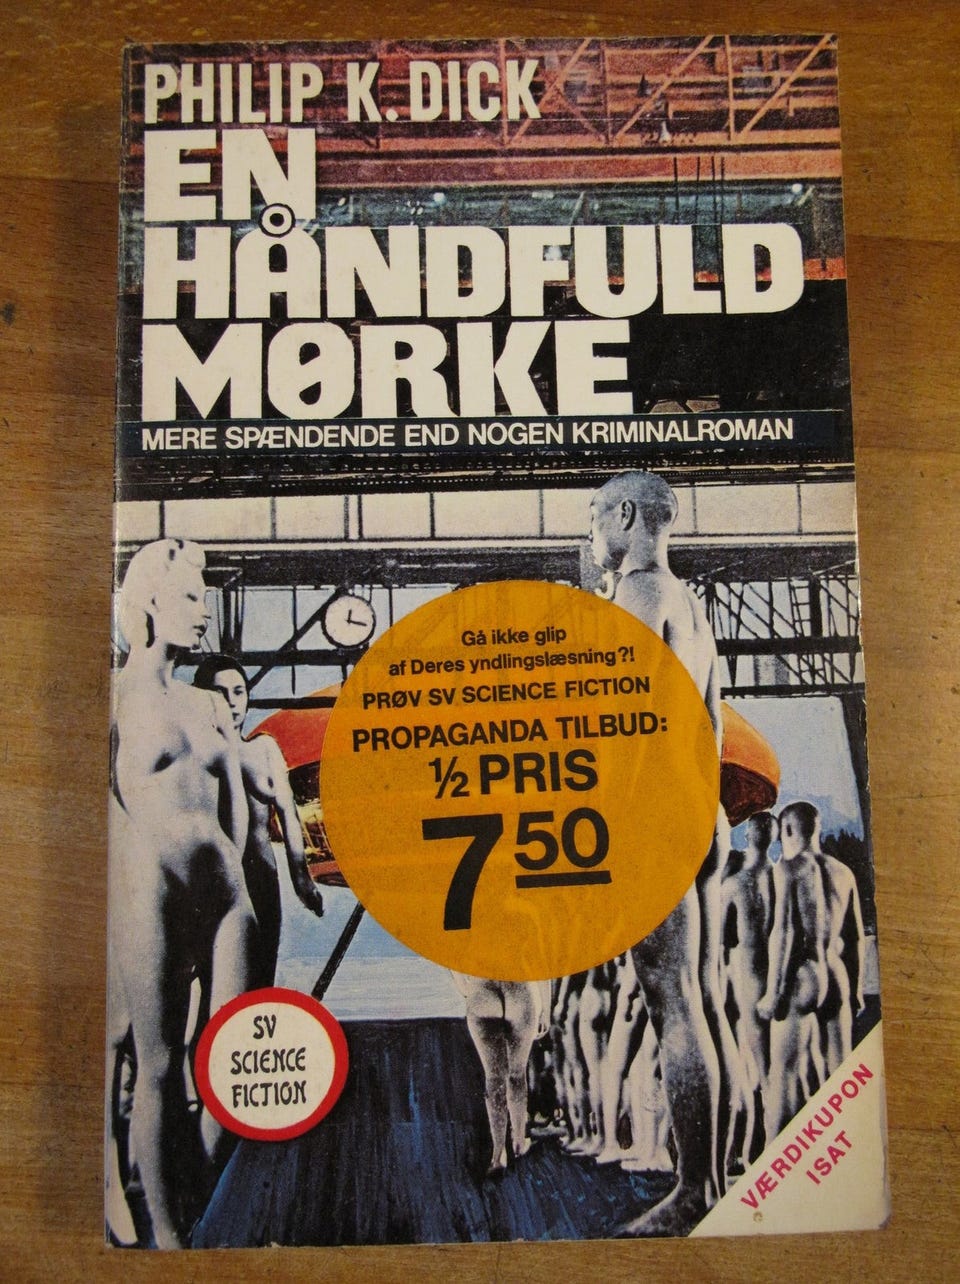 PHILIP K. DICK
EN
HÅNDFULD
MØRKE
MERE SPÆNDENDE END NOGEN KRIMINALROMAN
Gå ikke glip
af Deres yndlingslæsning?!
PRØV SV SCIENCE FICTION
PROPAGANDA TILBUD:
½ PRIS
7 50
SV
SCIENCE
FICTION
VÆRDIKUPON
ISAT